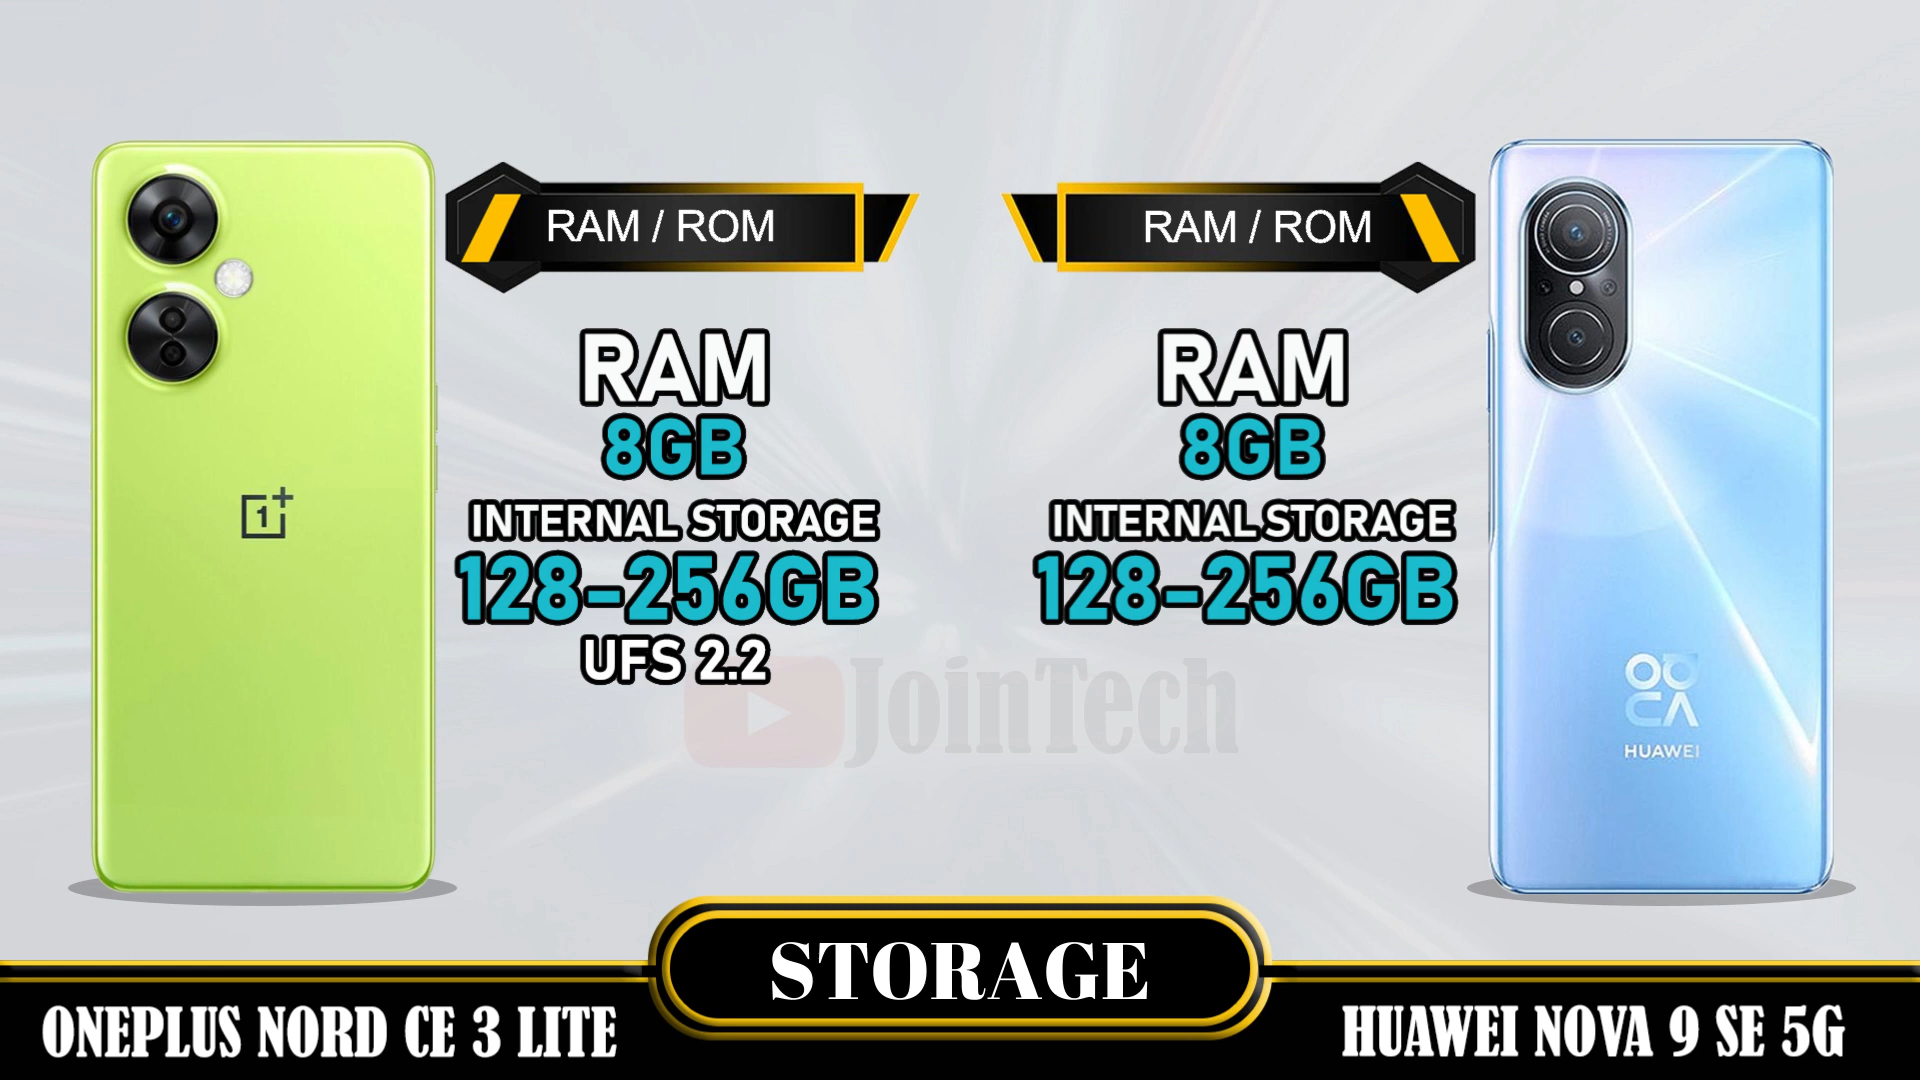 RAM / ROM
RAM
8GB
INTERNAL STORAGE
128-256GB
UFS 2.2
RAM / ROM
RAM
8GB
INTERNAL STORAGE
128-256GB
JoinTech
1+
HUAWEI
STORAGE
ONEPLUS NORD CE 3 LITE
HUAWEI NOVA 9 SE 5G